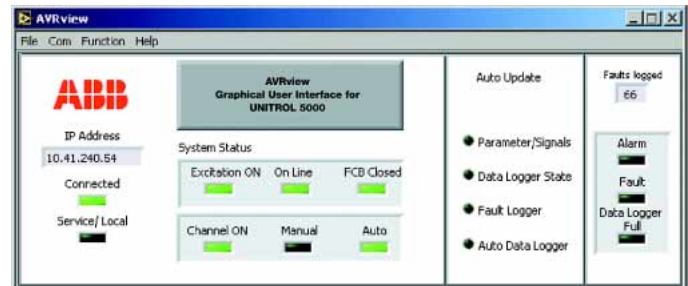 AVRview
File Com Function Help
ABB
AVRview
Graphical User Interface for
UNITROL 5000
IP Address
10.41.240.54
Connected
Service/Local
System Status
Excitation ON On Line FCB Closed
Channel ON Manual Auto
Auto Update
Parameter/Signals
Data Logger State
Fault Logger
Auto Data Logger
Faults logged
66
Alarm
Fault
Data Logger
Full